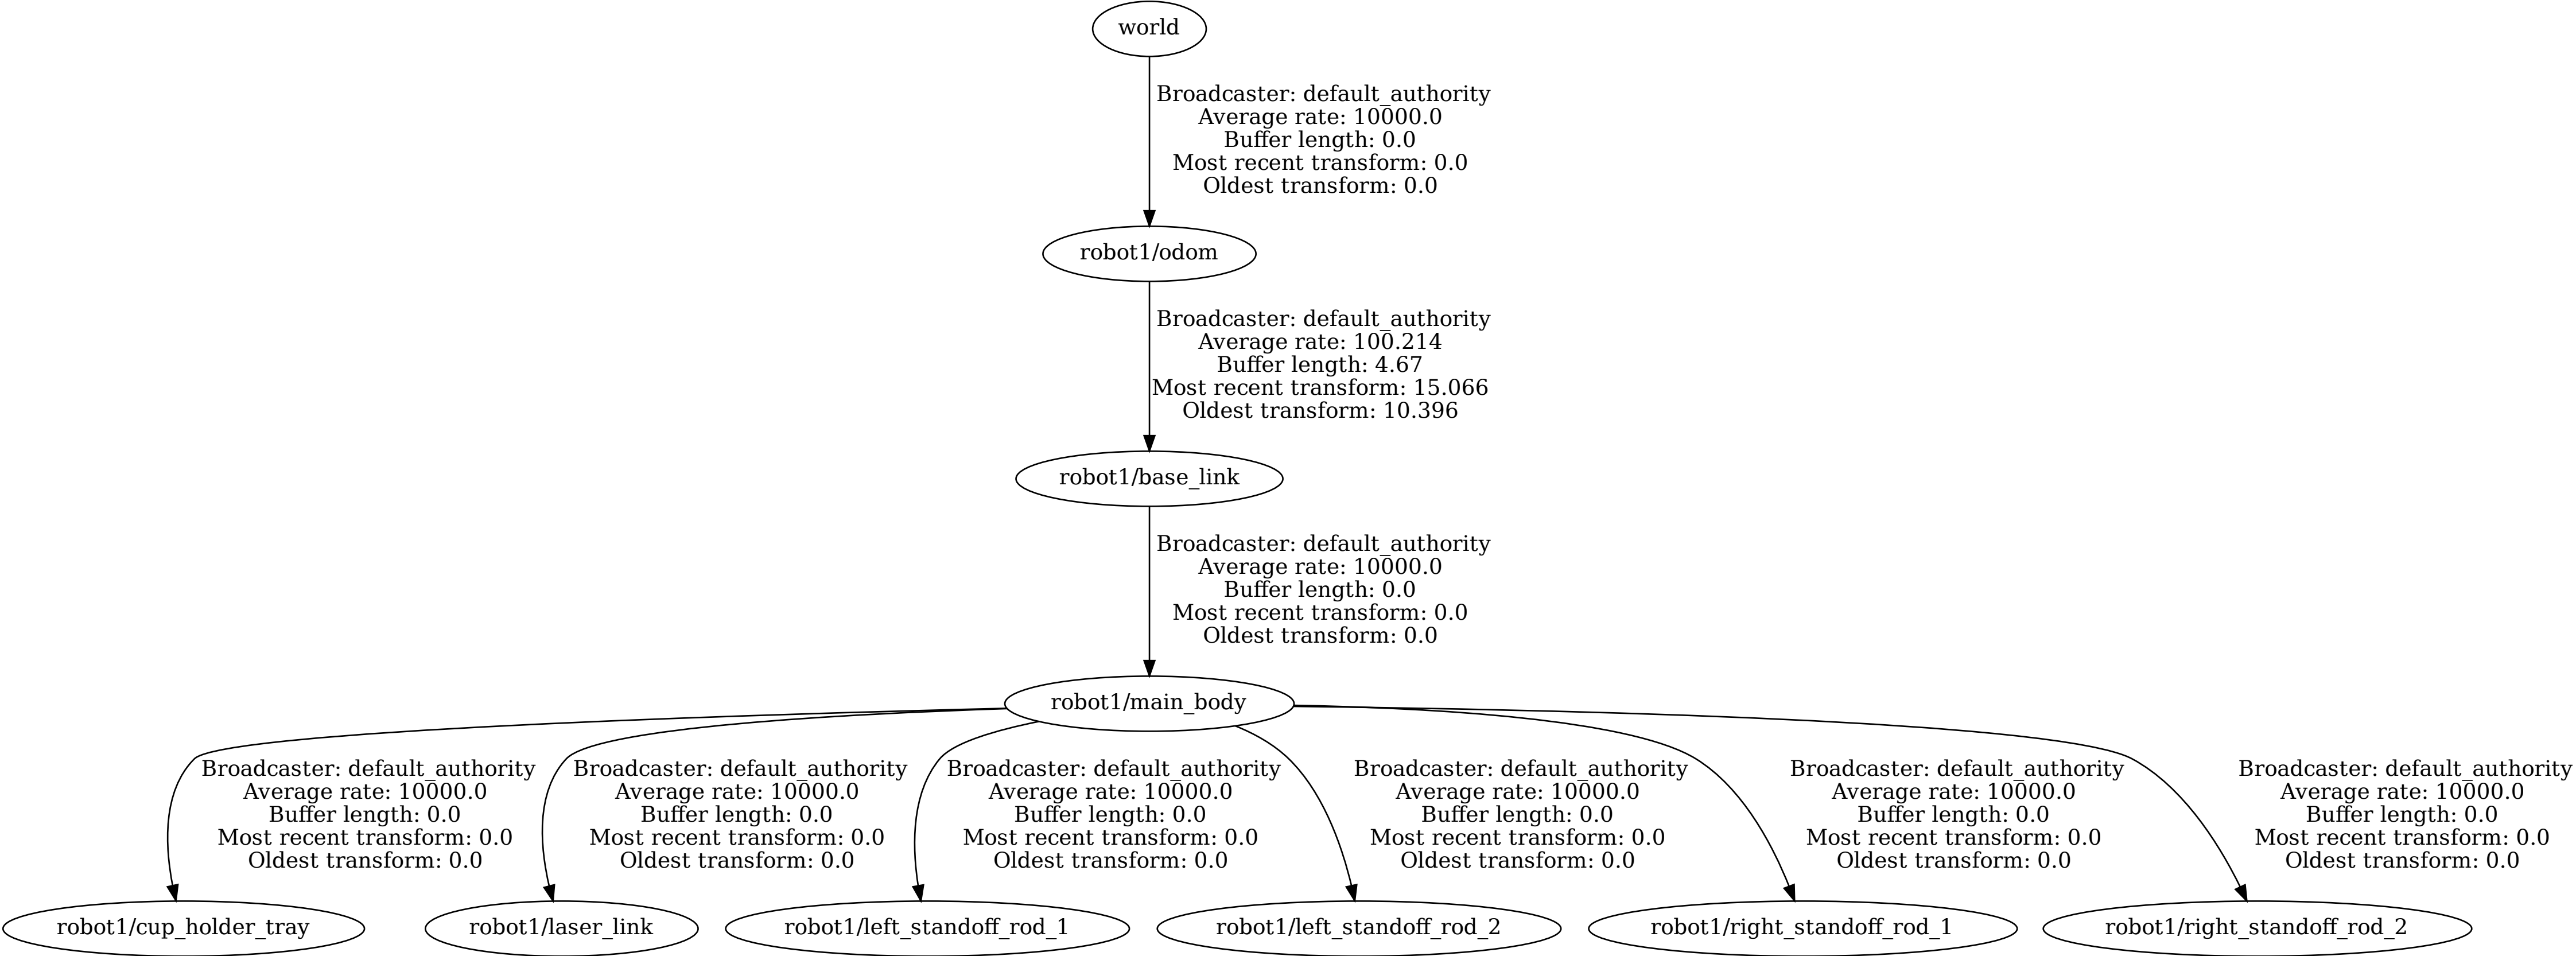 world
Broadcaster: default_authority
Average rate: 10000.0
Buffer length: 0.0
Most recent transform: 0.0
Oldest transform: 0.0
robot1/odom
Broadcaster: default_authority
Average rate: 100.214
Buffer length: 4.67
Most recent transform: 15.066
Oldest transform: 10.396
robot1/base_link
Broadcaster: default_authority
Average rate: 10000.0
Buffer length: 0.0
Most recent transform: 0.0
Oldest transform: 0.0
robot1/main_body
Broadcaster: default_authority
Average rate: 10000.0
Buffer length: 0.0
Most recent transform: 0.0
Oldest transform: 0.0
Broadcaster: default_authority
Average rate: 10000.0
Buffer length: 0.0
Most recent transform: 0.0
Oldest transform: 0.0
Broadcaster: default_authority
Average rate: 10000.0
Buffer length: 0.0
Most recent transform: 0.0
Oldest transform: 0.0
Broadcaster: default_authority
Average rate: 10000.0
Buffer length: 0.0
Most recent transform: 0.0
Oldest transform: 0.0
Broadcaster: default_authority
Average rate: 10000.0
Buffer length: 0.0
Most recent transform: 0.0
Oldest transform: 0.0
Broadcaster: default_authority
Average rate: 10000.0
Buffer length: 0.0
Most recent transform: 0.0
Oldest transform: 0.0
robot1/cup_holder_tray
robot1/laser_link
robot1/left_standoff_rod_1
robot1/left_standoff_rod_2
robot1/right_standoff_rod_1
robot1/right_standoff_rod_2